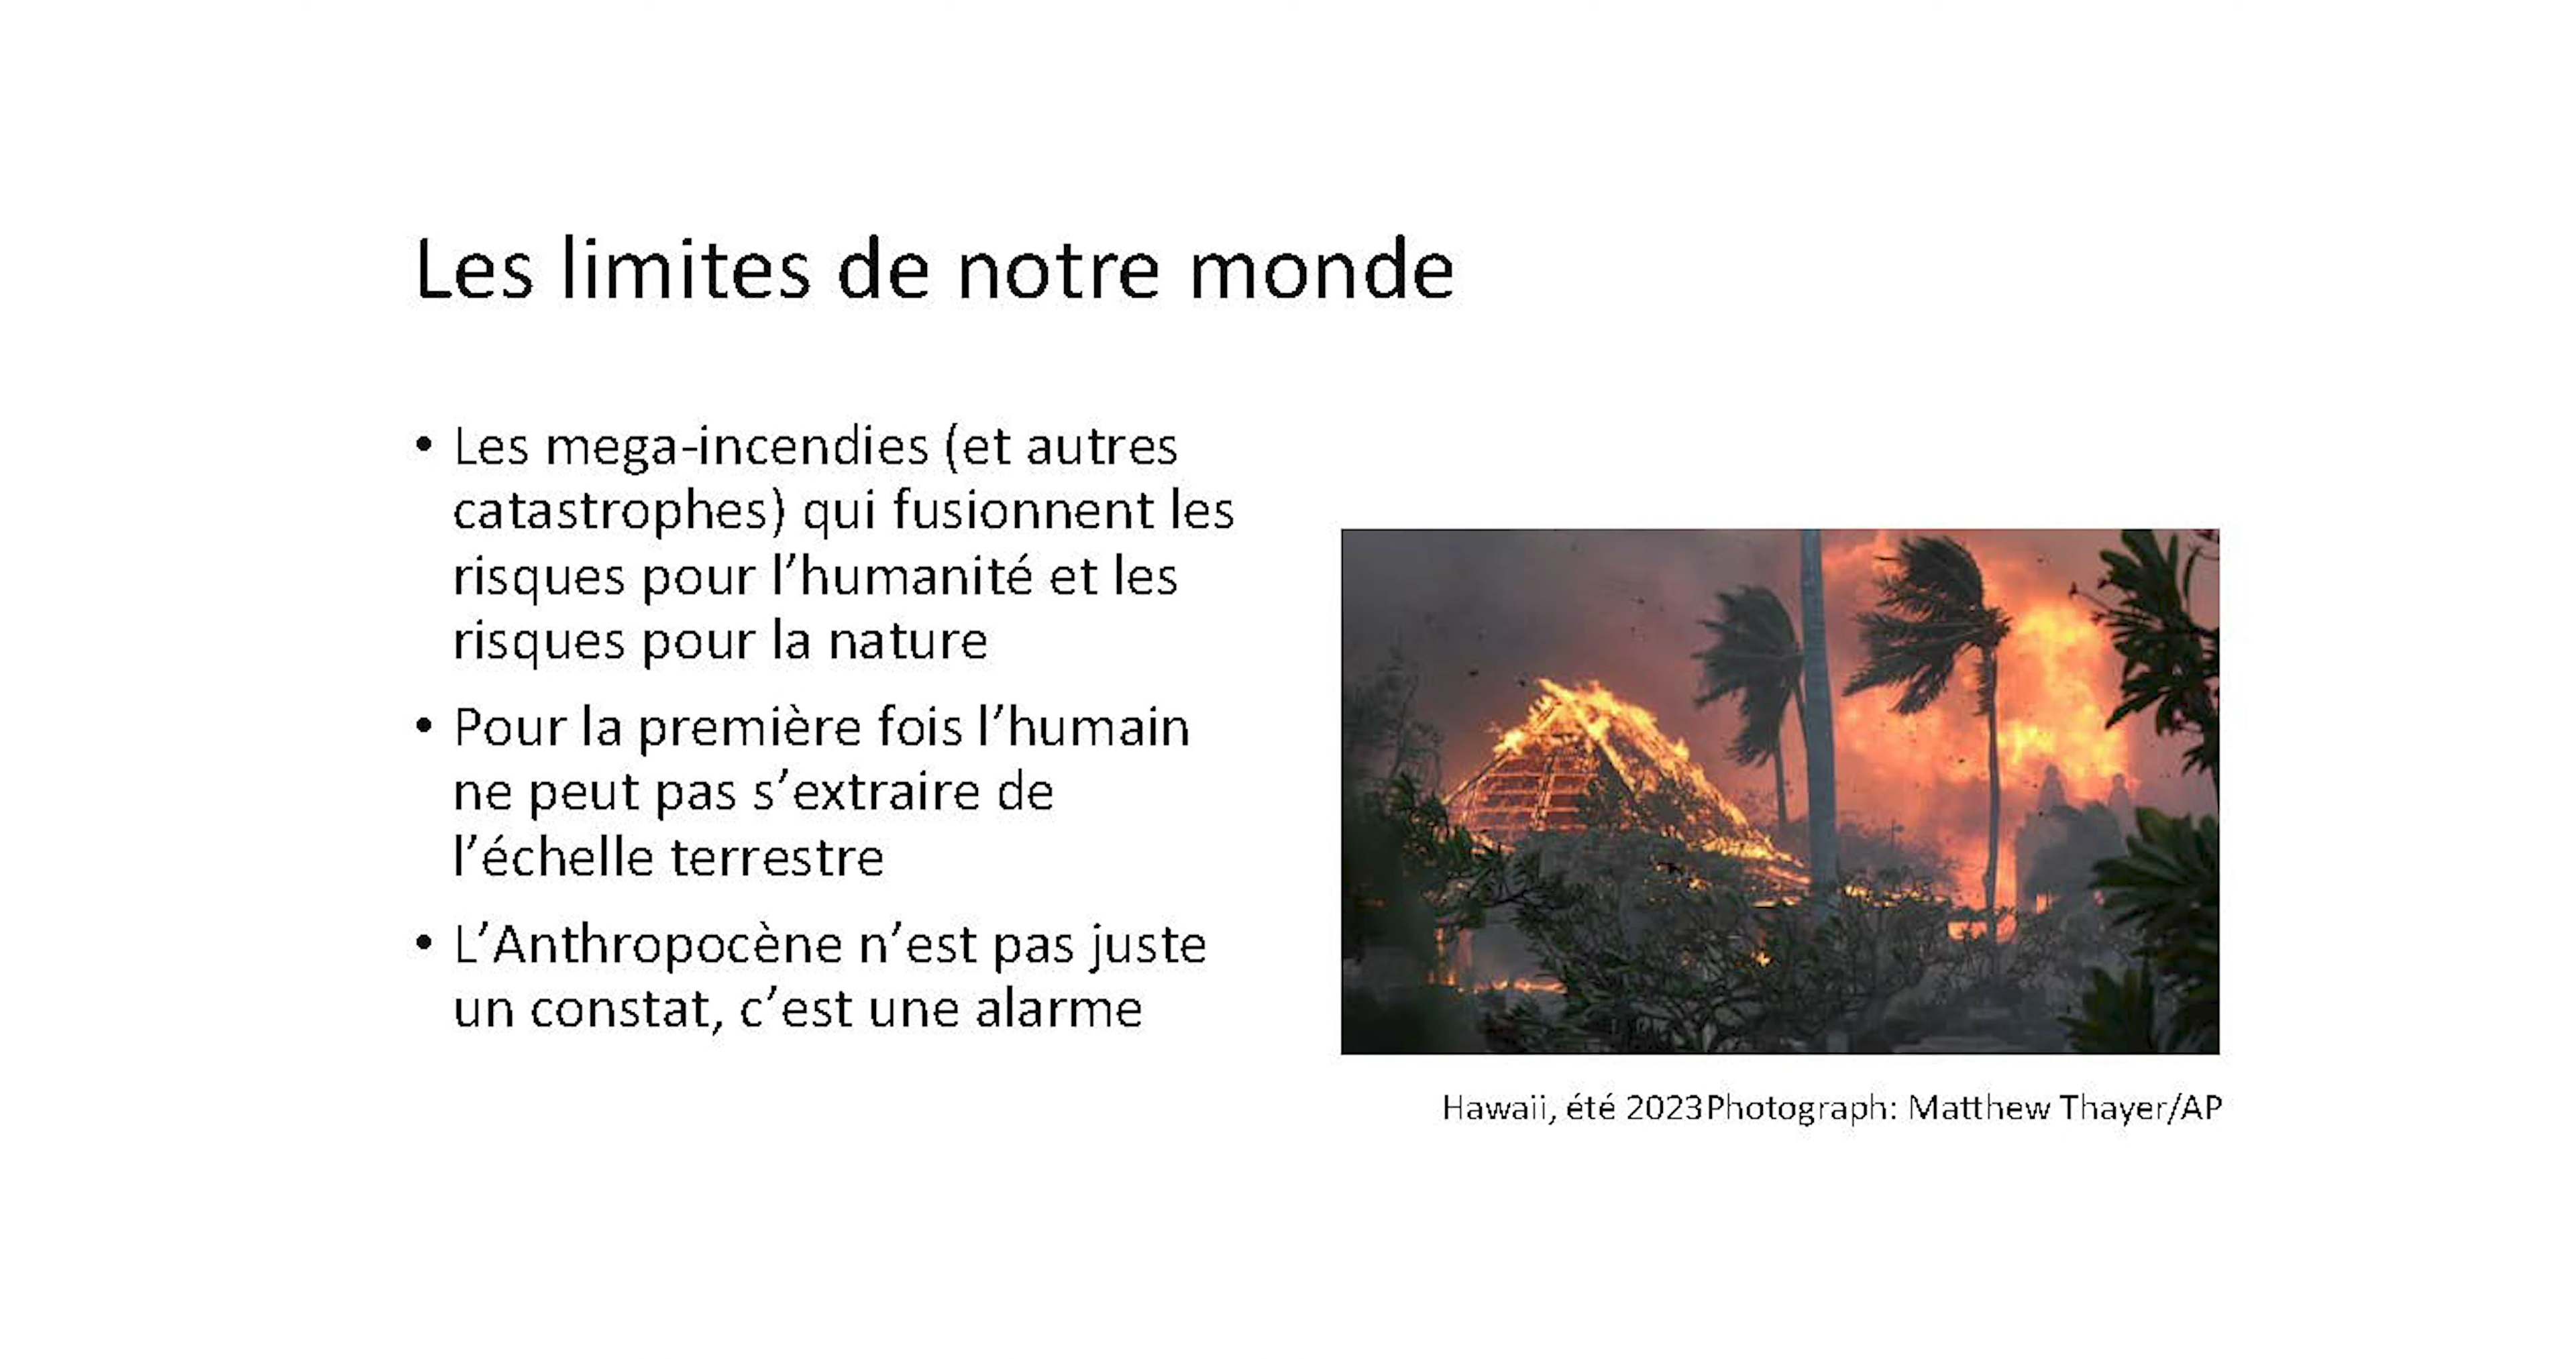 Les limites de notre monde
• Les mega-incendies (et autres
catastrophes) qui fusionnent les
risques pour l’humanité et les
risques pour la nature
• Pour la première fois l’humain
ne peut pas s’extraire de
l’échelle terrestre
• L’Anthropocène n’est pas juste
un constat, c’est une alarme
Hawaii, été 2023Photograph: Matthew Thayer/AP